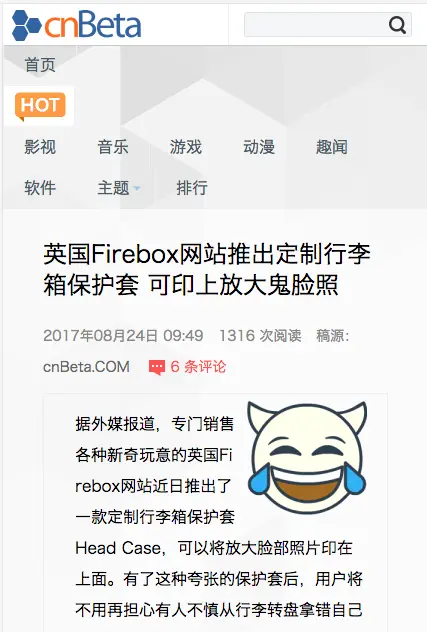 cnBeta
首页
HOT
影视 音乐 游戏 动漫 趣闻
软件 主题 排行
英国Firebox网站推出定制行李
箱保护套 可印上放大鬼脸照
2017年08月24日 09:49 1316 次阅读 稿源：
cnBeta.COM 6 条评论
据外媒报道，专门销售
各种新奇玩意的英国Fi
rebox网站近日推出了
一款定制行李箱保护套
Head Case，可以将放大脸部照片印在
上面。有了这种夸张的保护套后，用户将
不用再担心有人不慎从行李转盘拿错自己